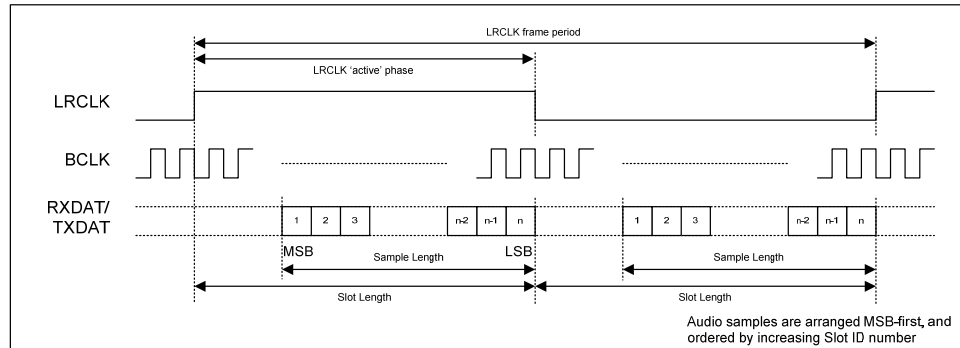 LRCLK frame period
LRCLK 'active' phase
LRCLK
BCLK
RXDAT/
TXDAT
1 2 3 n-2 n-1 n 1 2 3 n-2 n-1 n
MSB LSB
Sample Length Sample Length
Slot Length Slot Length
Audio samples are arranged MSB-first, and
ordered by increasing Slot ID number